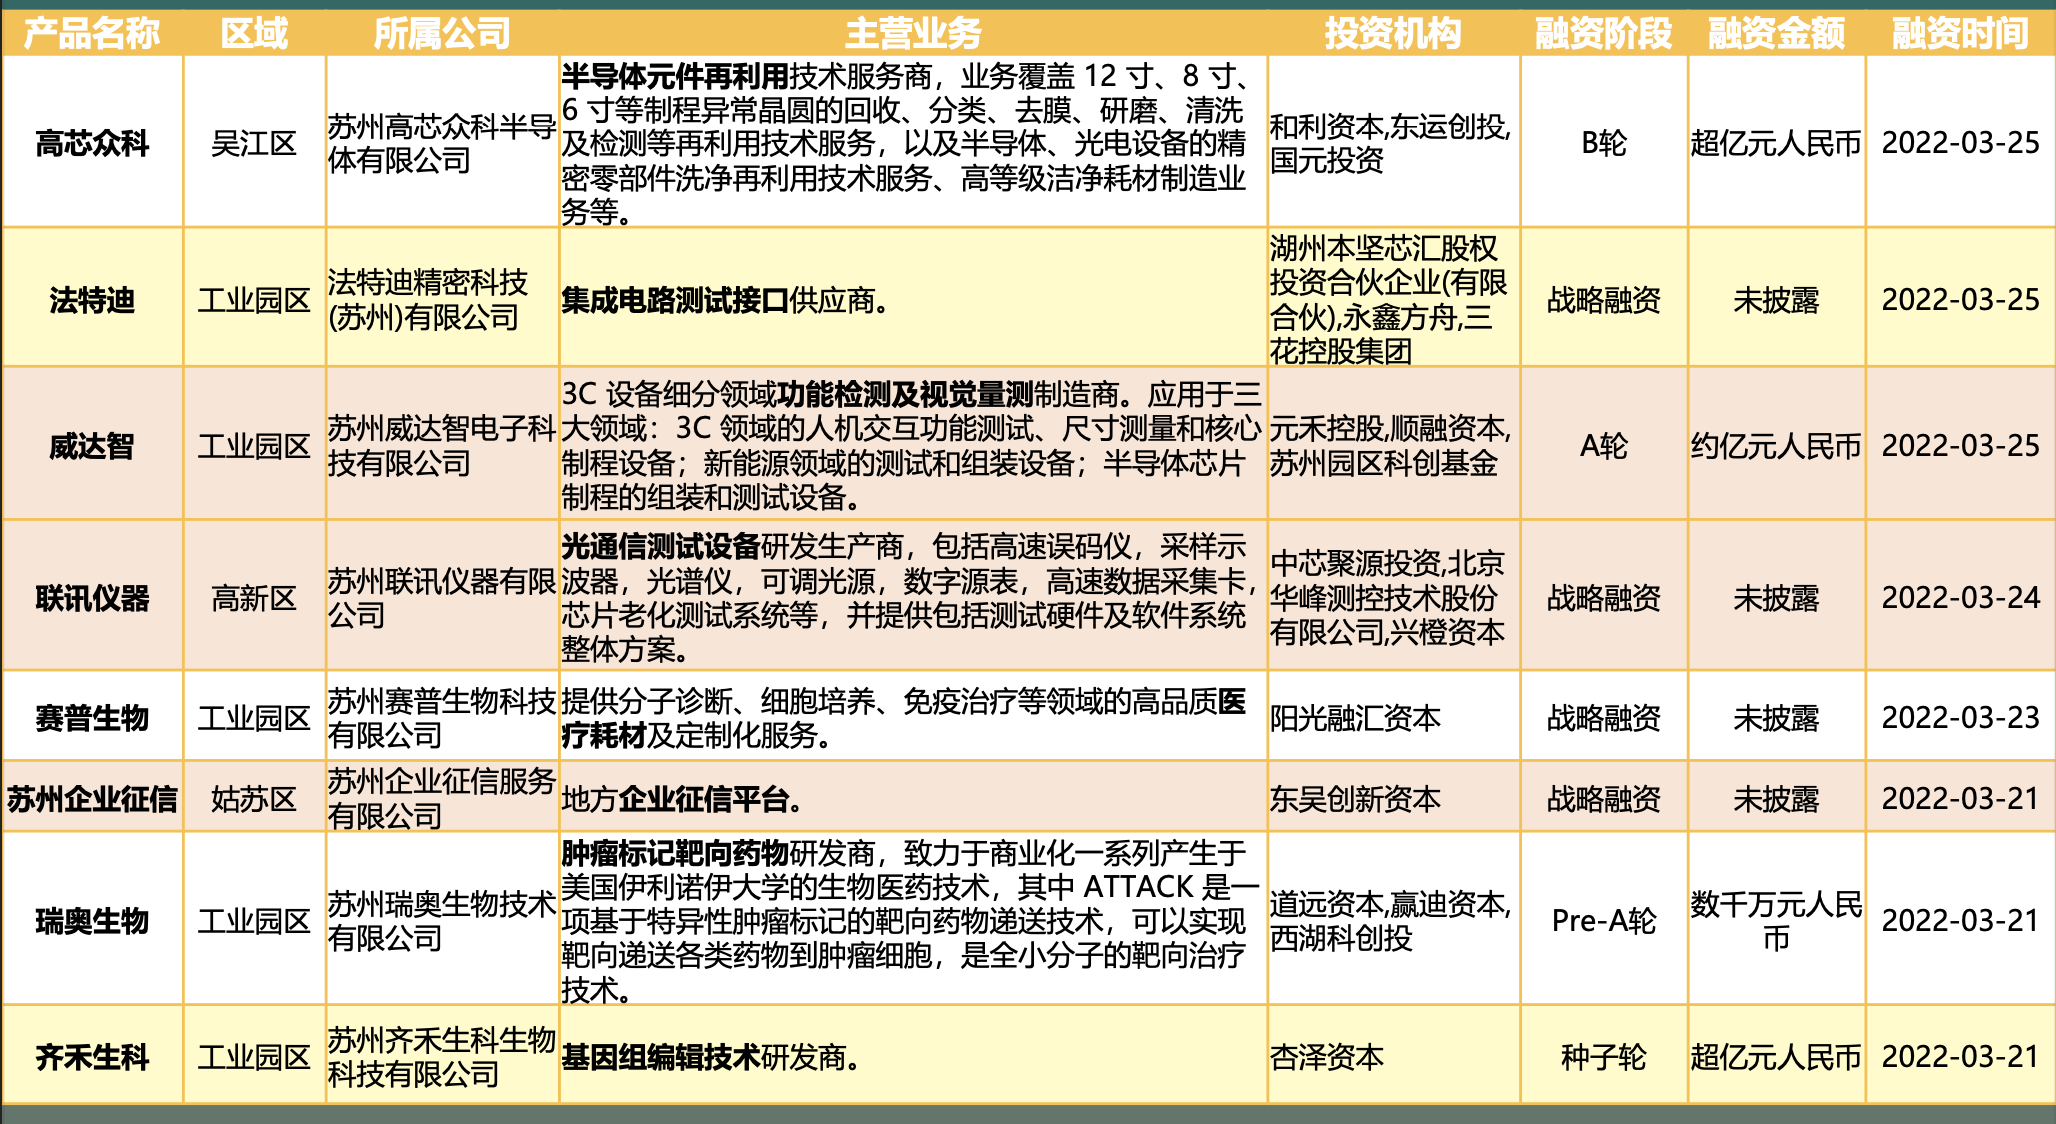 产品名称 区域 所属公司 主营业务 投资机构 融资阶段 融资金额 融资时间
高芯众科
吴江区
苏州高芯众科半导
体有限公司
半导体元件再利用技术服务商，业务覆盖 12 寸、8 寸、
6 寸等制程异常晶圆的回收、分类、去膜、研磨、清洗
及检测等再利用技术服务，以及半导体、光电设备的精
密零部件洗净再利用技术服务、高等级洁净耗材制造业
务等。
和利资本,东运创投,
国元投资
B轮
超亿元人民币
2022-03-25
法特迪
工业园区
法特迪精密科技
(苏州)有限公司
集成电路测试接口供应商。
湖州本坚芯汇股权
投资合伙企业(有限
合伙),永鑫方舟,三
花控股集团
战略融资
未披露
2022-03-25
威达智
工业园区
苏州威达智电子科
技有限公司
3C 设备细分领域功能检测及视觉量测制造商。应用于三
大领域：3C 领域的人机交互功能测试、尺寸测量和核心
制程设备；新能源领域的测试和组装设备；半导体芯片
制程的组装和测试设备。
元禾控股,顺融资本,
苏州园区科创基金
A轮
约亿元人民币
2022-03-25
联讯仪器
高新区
苏州联讯仪器有限
公司
光通信测试设备研发生产商，包括高速误码仪，采样示
波器，光谱仪，可调光源，数字源表，高速数据采集卡，
芯片老化测试系统等，并提供包括测试硬件及软件系统
整体方案。
中芯聚源投资,北京
华峰测控技术股份
有限公司,兴橙资本
战略融资
未披露
2022-03-24
赛普生物
工业园区
苏州赛普生物科技
有限公司
提供分子诊断、细胞培养、免疫治疗等领域的高品质医
疗耗材及定制化服务。
阳光融汇资本
战略融资
未披露
2022-03-23
苏州企业征信
姑苏区
苏州企业征信服务
有限公司
地方企业征信平台。
东吴创新资本
战略融资
未披露
2022-03-21
瑞奥生物
工业园区
苏州瑞奥生物技术
有限公司
肿瘤标记靶向药物研发商，致力于商业化一系列产生于
美国伊利诺伊大学的生物医药技术，其中 ATTACK 是一
项基于特异性肿瘤标记的靶向药物递送技术，可以实现
靶向递送各类药物到肿瘤细胞，是全小分子的靶向治疗
技术。
道远资本,赢迪资本,
西湖科创投
Pre-A轮
数千万元人民
币
2022-03-21
齐禾生科
工业园区
苏州齐禾生科生物
科技有限公司
基因组编辑技术研发商。
杏泽资本
种子轮
超亿元人民币
2022-03-21